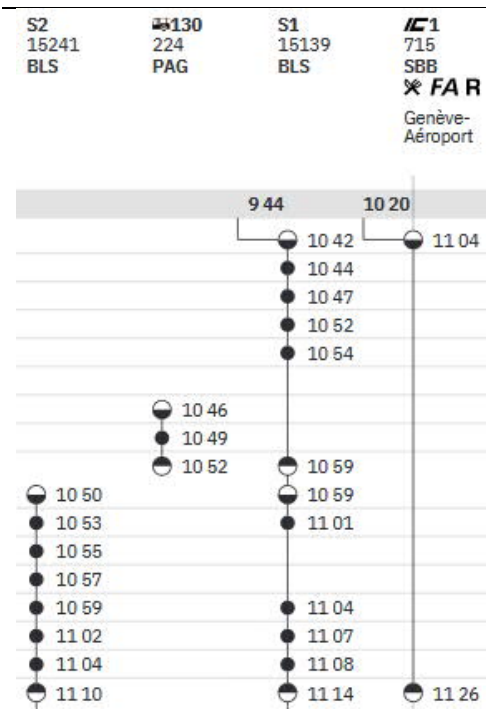 S2 130 S1 IC1
15241 224 15139 715
BLS PAG BLS SBB
FA R
Genève-
Aéroport
9 44 10 20
10 42 11 04
10 44
10 47
10 52
10 54
10 46
10 49
10 52 10 59
10 50 10 59
10 53 11 01
10 55
10 57
10 59 11 04
11 02 11 07
11 04 11 08
11 10 11 14 11 26